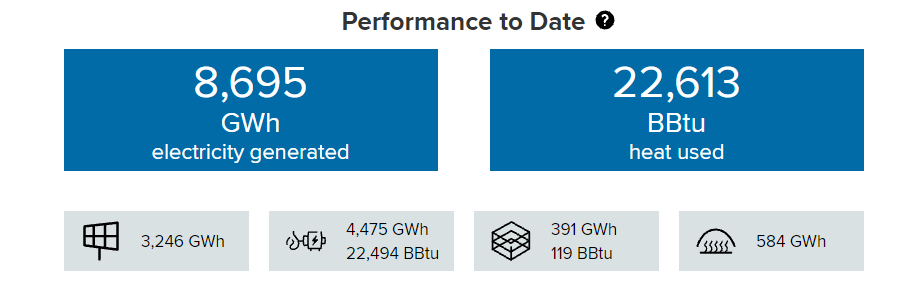 Performance to Date ?
8,695
GWh
electricity generated
22,613
BBtu
heat used
3,246 GWh
4,475 GWh
22,494 BBtu
391 GWh
119 BBtu
584 GWh